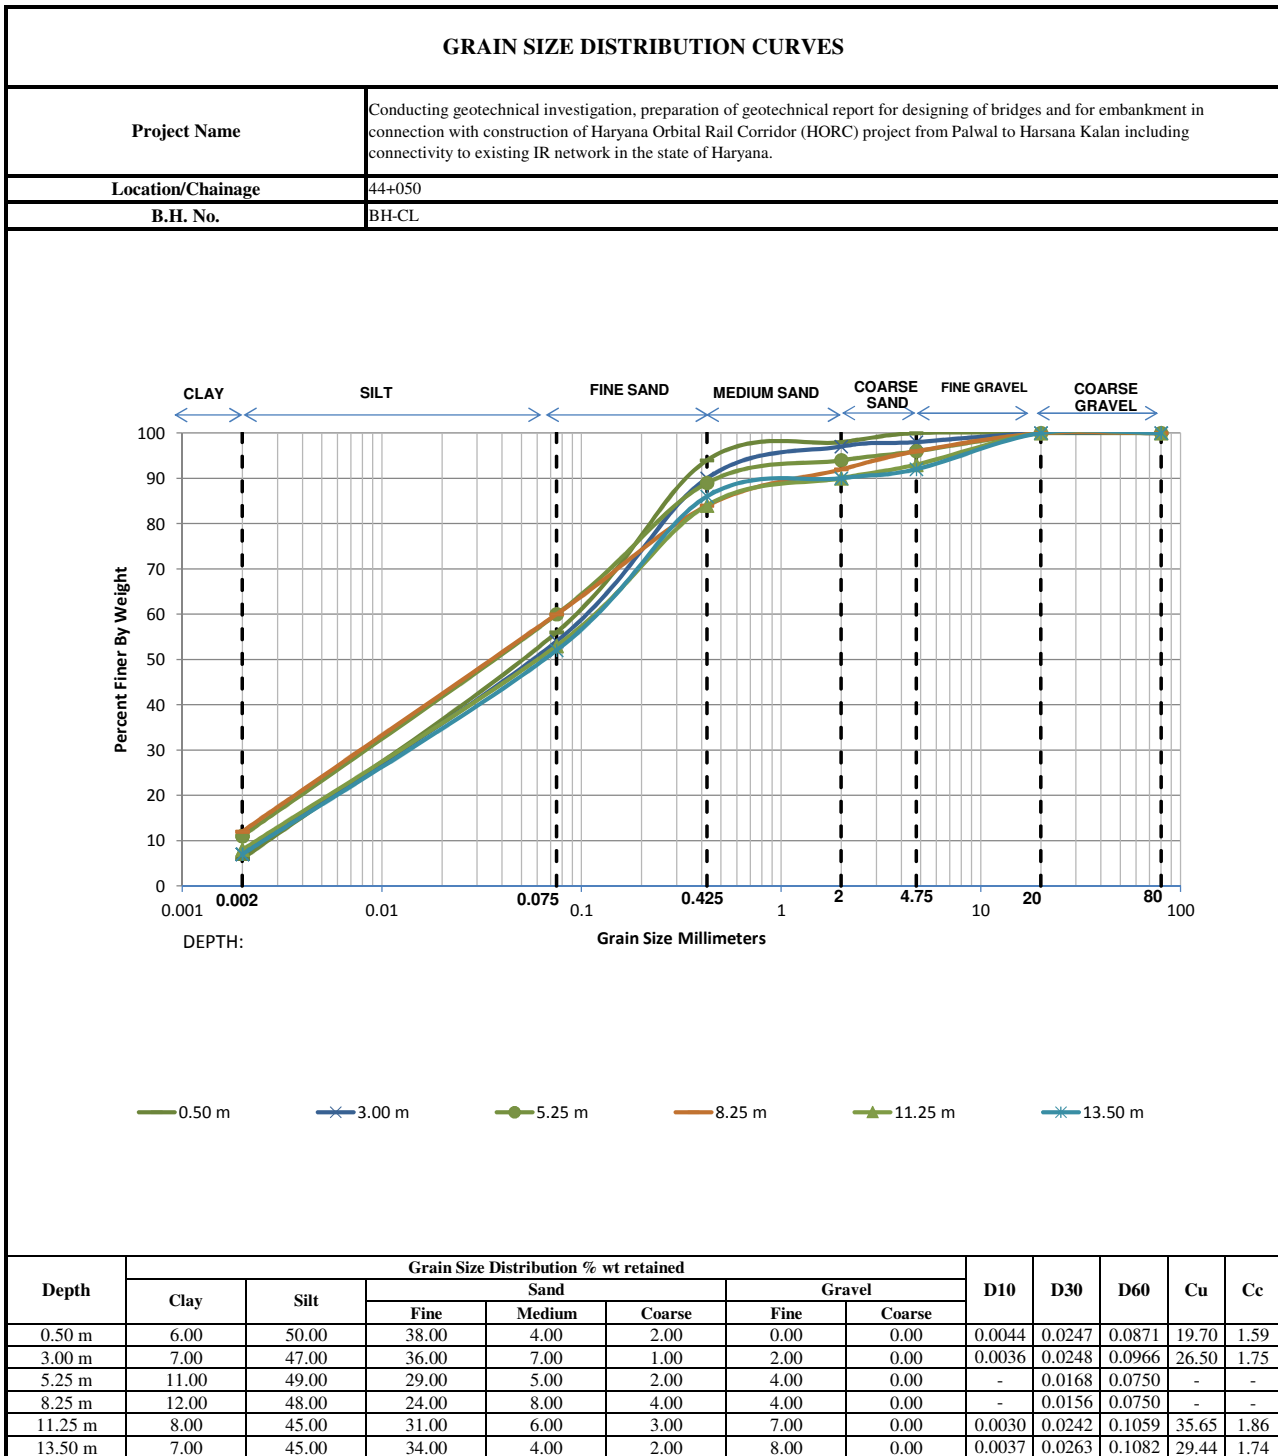 GRAIN SIZE DISTRIBUTION CURVES
Project Name
Conducting geotechnical investigation, preparation of geotechnical report for designing of bridges and for embankment in
connection with construction of Haryana Orbital Rail Corridor (HORC) project from Palwal to Harsana Kalan including
connectivity to existing IR network in the state of Haryana.
Location/Chainage 44+050
B.H. No. BH-CL
CLAY SILT FINE SAND MEDIUM SAND COARSE SAND FINE GRAVEL COARSE GRAVEL
100
90
80
70
60
50
40
30
20
10
0
Percent Finer By Weight
0.002 0.075 0.425 2 4.75 20 80
0.001 0.01 0.1 1 10 100
DEPTH: Grain Size Millimeters
0.50 m 3.00 m 5.25 m 8.25 m 11.25 m 13.50 m
Depth Grain Size Distribution % wt retained D10 D30 D60 Cu Cc
Clay Silt Sand Gravel
Fine Medium Coarse Fine Coarse
0.50 m 6.00 50.00 38.00 4.00 2.00 0.00 0.00 0.0044 0.0247 0.0871 19.70 1.59
3.00 m 7.00 47.00 36.00 7.00 1.00 2.00 0.00 0.0036 0.0248 0.0966 26.50 1.75
5.25 m 11.00 49.00 29.00 5.00 2.00 4.00 0.00 - 0.0168 0.0750 - -
8.25 m 12.00 48.00 24.00 8.00 4.00 4.00 0.00 - 0.0156 0.0750 - -
11.25 m 8.00 45.00 31.00 6.00 3.00 7.00 0.00 0.0030 0.0242 0.1059 35.65 1.86
13.50 m 7.00 45.00 34.00 4.00 2.00 8.00 0.00 0.0037 0.0263 0.1082 29.44 1.74